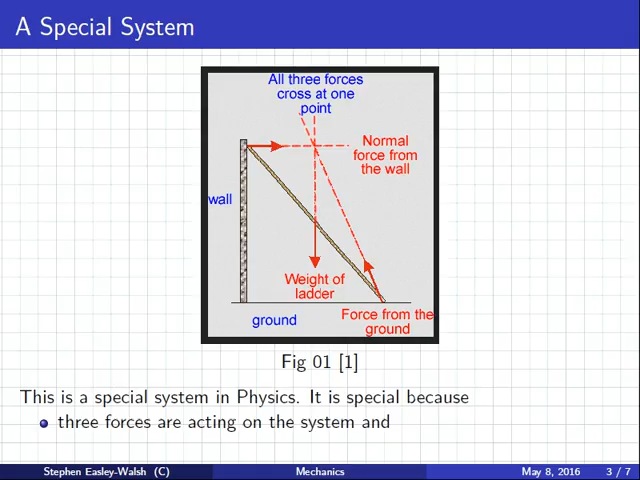 A Special System
All three forces
cross at one
point
Normal
force from
the wall
wall
Weight of
ladder
Force from the
ground
ground
Fig 01 [1]
This is a special system in Physics. It is special because
three forces are acting on the system and
Stephen Easley-Walsh (C)
Mechanics
May 8, 2016
3 / 7